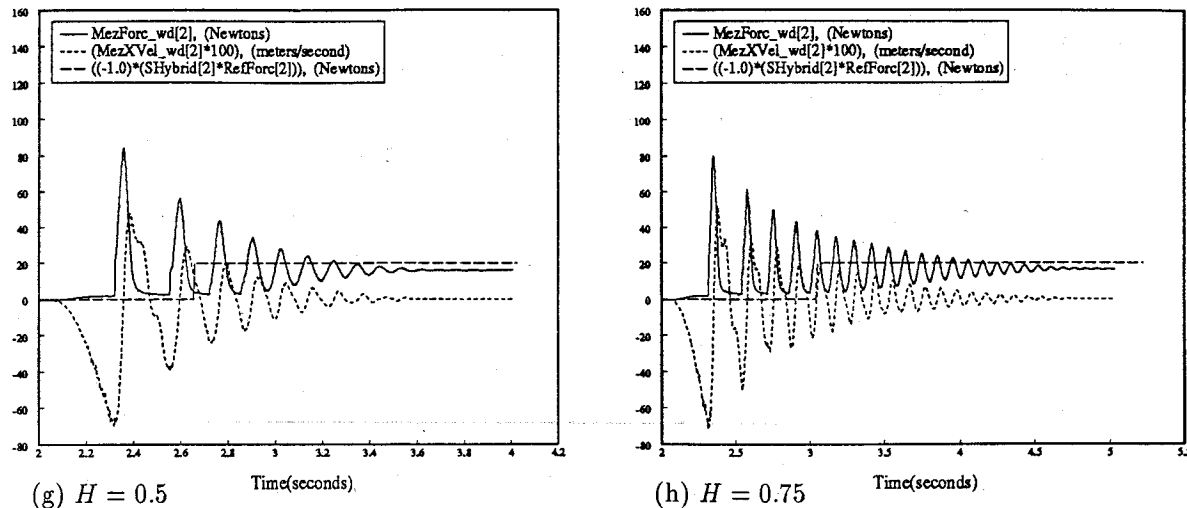 160
140
120
100
80
60
40
20
0
-20
-40
-60
-80
MezForc_wd[2], (Newtons)
(MezXVel_wd[2]*100), (meters/second)
((-1.0)*(SHybrid[2]*RefForc[2])), (Newtons)
2 2.2 2.4 2.6 2.8 3 3.2 3.4 3.6 3.8 4 4.2
Time(seconds)
(g) H = 0.5
160
140
120
100
80
60
40
20
0
-20
-40
-60
-80
MezForc_wd[2], (Newtons)
(MezXVel_wd[2]*100), (meters/second)
((-1.0)*(SHybrid[2]*RefForc[2])), (Newtons)
2 2.5 3 3.5 4 4.5 5 5.5
Time(seconds)
(h) H = 0.75